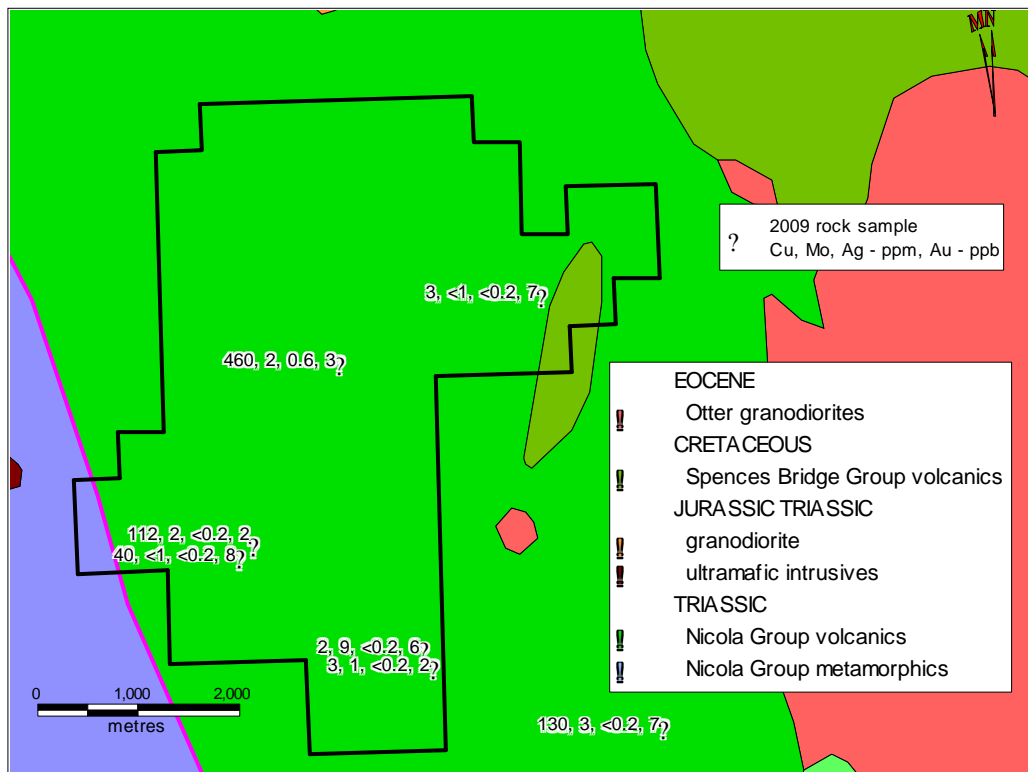 MN
?
2009 rock sample
Cu, Mo, Ag - ppm, Au - ppb
3, <1, <0.2, 7?
460, 2, 0.6, 3?
EOCENE
! Otter granodiorites
CRETACEOUS
! Spences Bridge Group volcanics
JURASSIC TRIASSIC
! granodiorite
! ultramafic intrusives
TRIASSIC
! Nicola Group volcanics
! Nicola Group metamorphics
112, 2, <0.2, 2?
40, <1, <0.2, 8?
2, 9, <0.2, 6?
3, 1, <0.2, 2?
0 1,000 2,000
metres
130, 3, <0.2, 7?